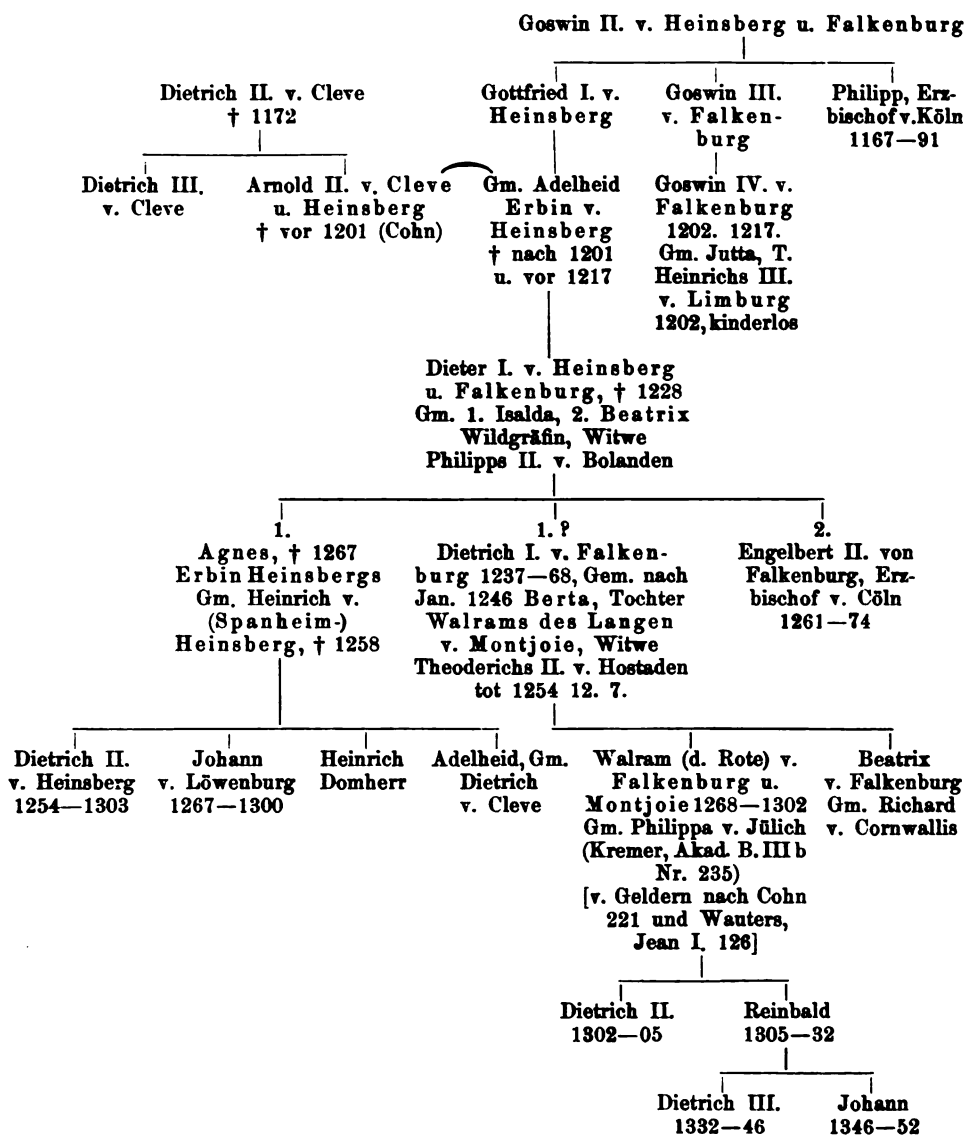 Goswin II. v. Heinsberg u. Falkenburg
Dietrich II. v. Cleve
† 1172
Gottfried I. v.
Heinsberg
Goswin III.
v. Falken-
burg
Philipp, Erz-
bischof v. Köln
1167—91
Dietrich III.
v. Cleve
Arnold II. v. Cleve
u. Heinsberg
† vor 1201 (Cohn)
Gm. Adelheid
Erbin v.
Heinsberg
† nach 1201
u. vor 1217
Goswin IV. v.
Falkenburg
1202. 1217.
Gm. Jutta, T.
Heinrichs III.
v. Limburg
1202, kinderlos
Dieter I. v. Heinsberg
u. Falkenburg, † 1228
Gm. 1. Isalda, 2. Beatrix
Wildgräfin, Witwe
Philipps II. v. Bolanden
1.
Agnes, † 1267
Erbin Heinsbergs
Gm. Heinrich v.
(Spanheim-)
Heinsberg, † 1258
1. ?
Dietrich I. v. Falken-
burg 1237—68, Gem. nach
Jan. 1246 Berta, Tochter
Walrams des Langen
v. Montjoie, Witwe
Theoderichs II. v. Hostaden
tot 1254 12. 7.
2.
Engelbert II. von
Falkenburg, Erz-
bischof v. Cöln
1261—74
Dietrich II.
v. Heinsberg
1254—1303
Johann
v. Löwenburg
1267—1300
Heinrich
Domherr
Adelheid, Gm.
Dietrich
v. Cleve
Walram (d. Rote) v.
Falkenburg u.
Montjoie 1268—1302
Gm. Philippa v. Jülich
(Kremer, Akad. B. III b
Nr. 235)
[v. Geldern nach Cohn
221 und Wauters,
Jean I. 126]
Beatrix
v. Falkenburg
Gm. Richard
v. Cornwallis
Dietrich II.
1302—05
Reinbald
1305—32
Dietrich III.
1332—46
Johann
1346—52